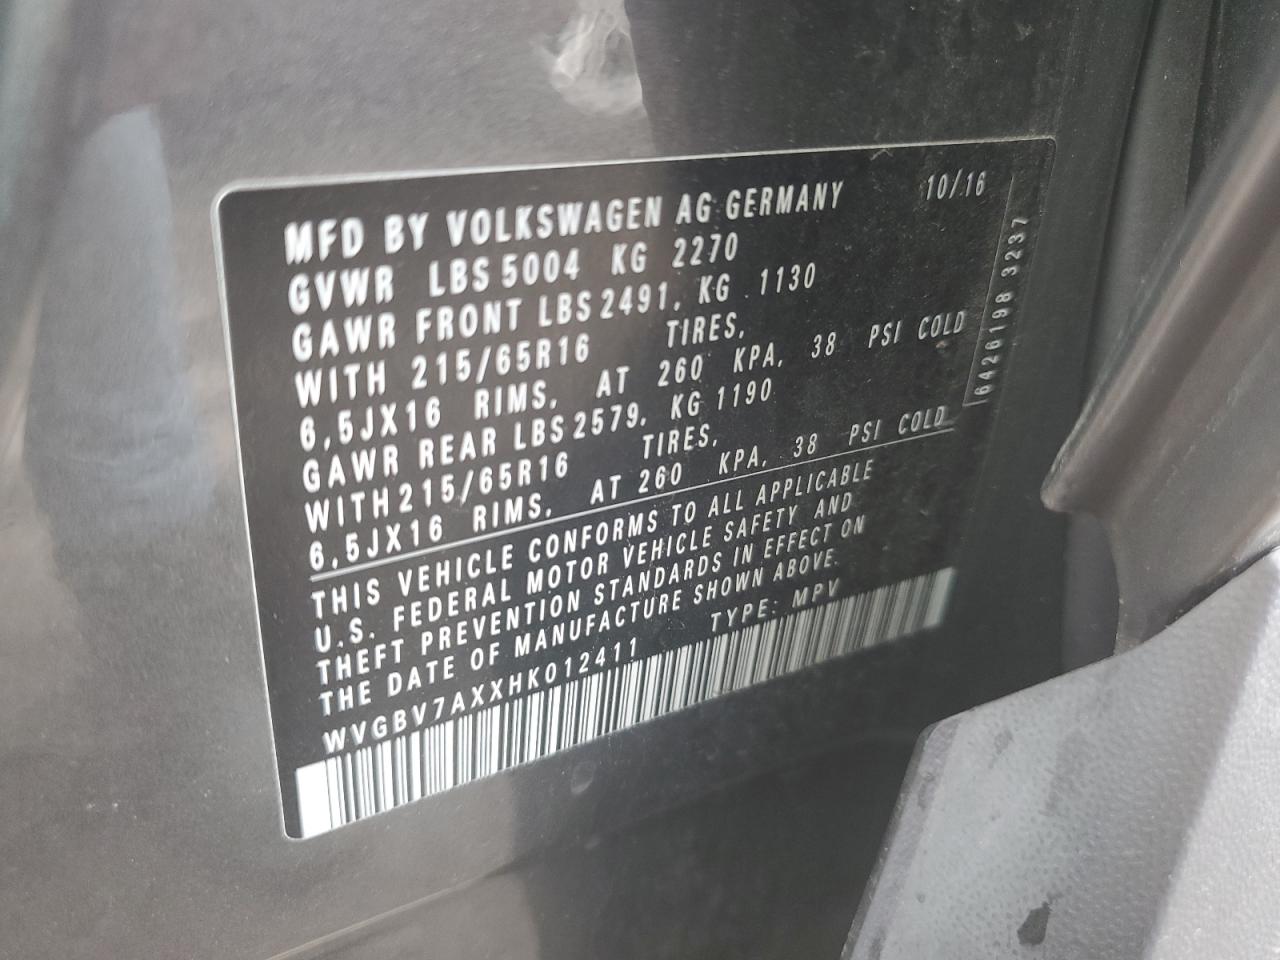 MFD BY VOLKSWAGEN AG GERMANY 10/16
GVWR LBS 5004 KG 2270
GAWR FRONT LBS 2491, KG 1130
WITH 215/65R16 TIRES,
6,5JX16 RIMS, AT 260 KPA, 38 PSI COLD
GAWR REAR LBS 2579, KG 1190
WITH 215/65R16 TIRES,
6,5JX16 RIMS, AT 260 KPA, 38 PSI COLD
THIS VEHICLE CONFORMS TO ALL APPLICABLE
U.S. FEDERAL MOTOR VEHICLE SAFETY AND
THEFT PREVENTION STANDARDS IN EFFECT ON
THE DATE OF MANUFACTURE SHOWN ABOVE.
WVGBV7AXXHK012411 TYPE: MPV
6426198 3237